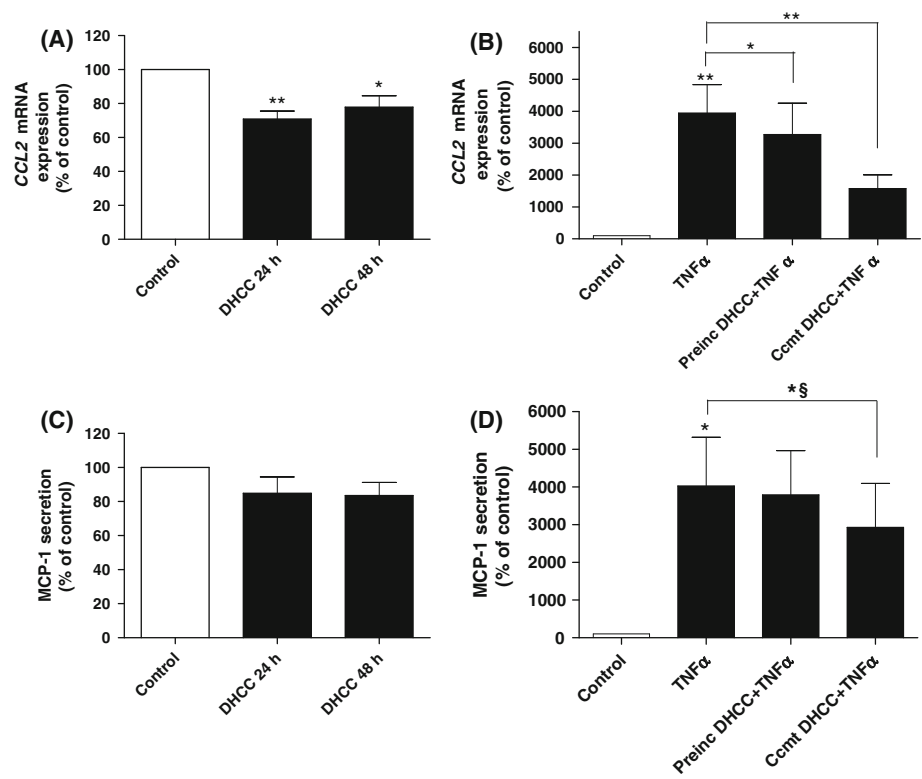 (A)
CCL2 mRNA
expression
(% of control)
120
100
80
60
40
20
0
**
*
Control
DHCC 24 h
DHCC 48 h
(B)
CCL2 mRNA
expression
(% of control)
6000
5000
4000
3000
2000
1000
0
**
*
**
Control
TNFα
Preinc DHCC+TNF α
Ccmt DHCC+TNF α
(C)
MCP-1 secretion
(% of control)
120
100
80
60
40
20
0
Control
DHCC 24 h
DHCC 48 h
(D)
MCP-1 secretion
(% of control)
6000
5000
4000
3000
2000
1000
0
*§
*
Control
TNFα
Preinc DHCC+TNFα
Ccmt DHCC+TNFα